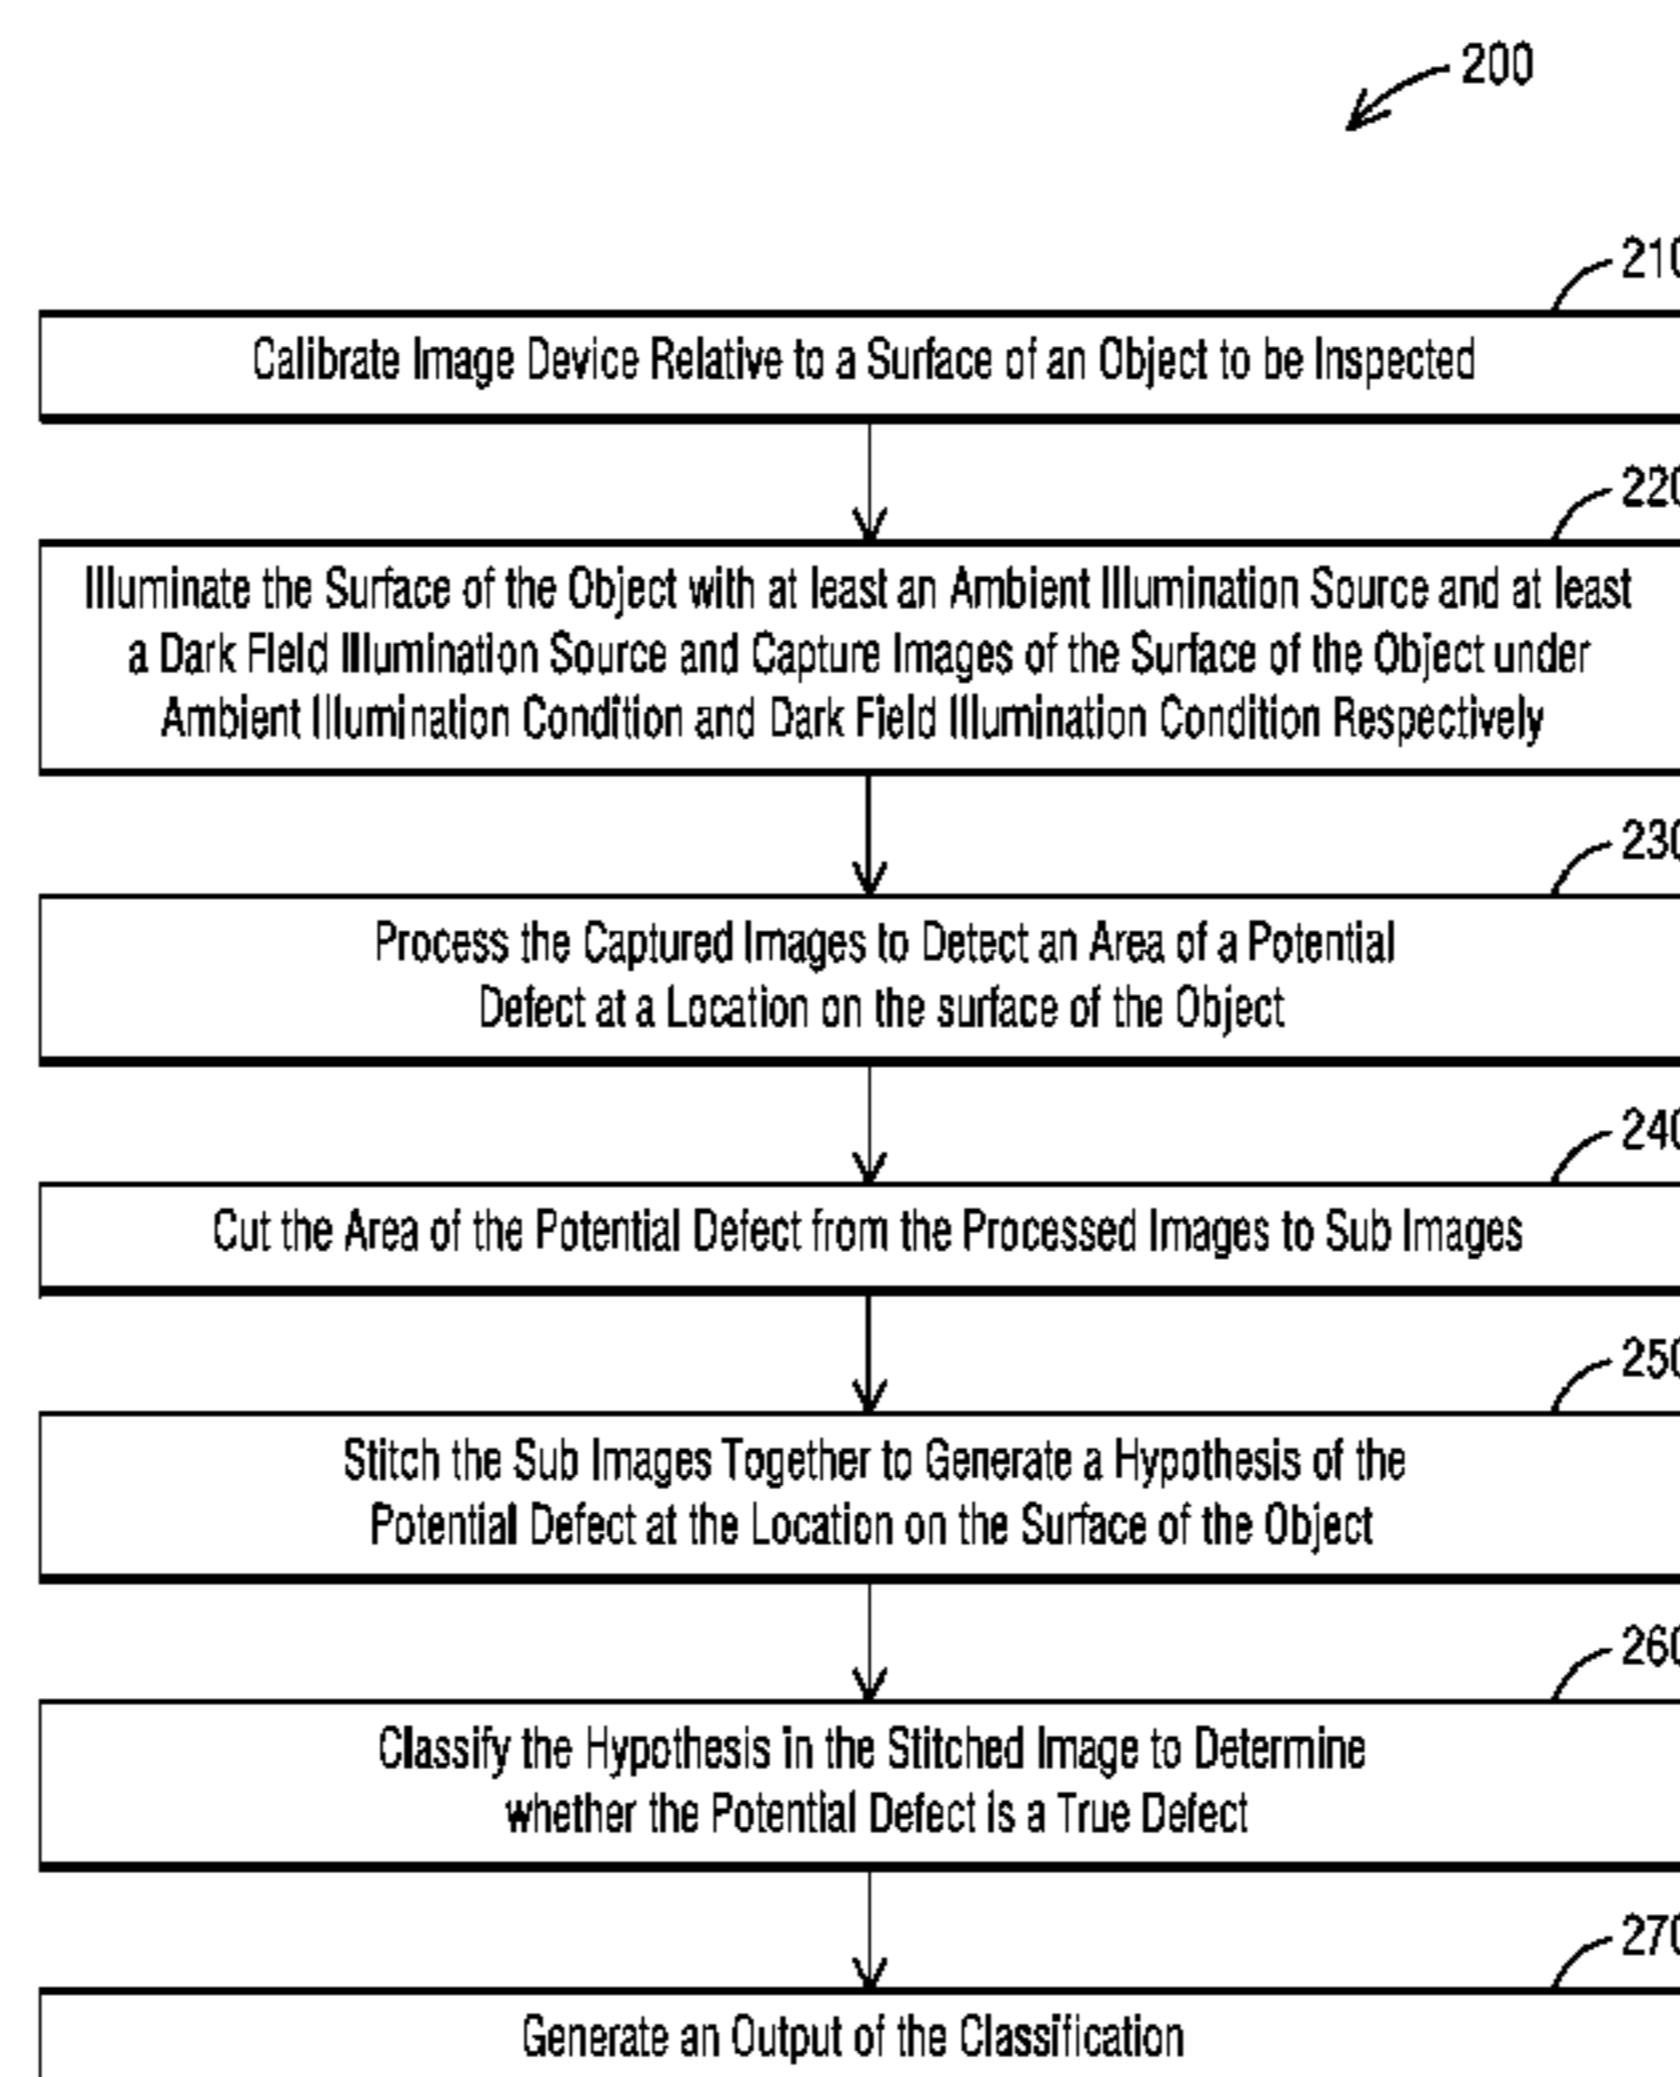 200
210
Calibrate Image Device Relative to a Surface of an Object to be Inspected
220
Illuminate the Surface of the Object with at least an Ambient Illumination Source and at least
a Dark Field Illumination Source and Capture Images of the Surface of the Object under
Ambient Illumination Condition and Dark Field Illumination Condition Respectively
230
Process the Captured Images to Detect an Area of a Potential
Defect at a Location on the surface of the Object
240
Cut the Area of the Potential Defect from the Processed Images to Sub Images
250
Stitch the Sub Images Together to Generate a Hypothesis of the
Potential Defect at the Location on the Surface of the Object
260
Classify the Hypothesis in the Stitched Image to Determine
whether the Potential Defect is a True Defect
270
Generate an Output of the Classification